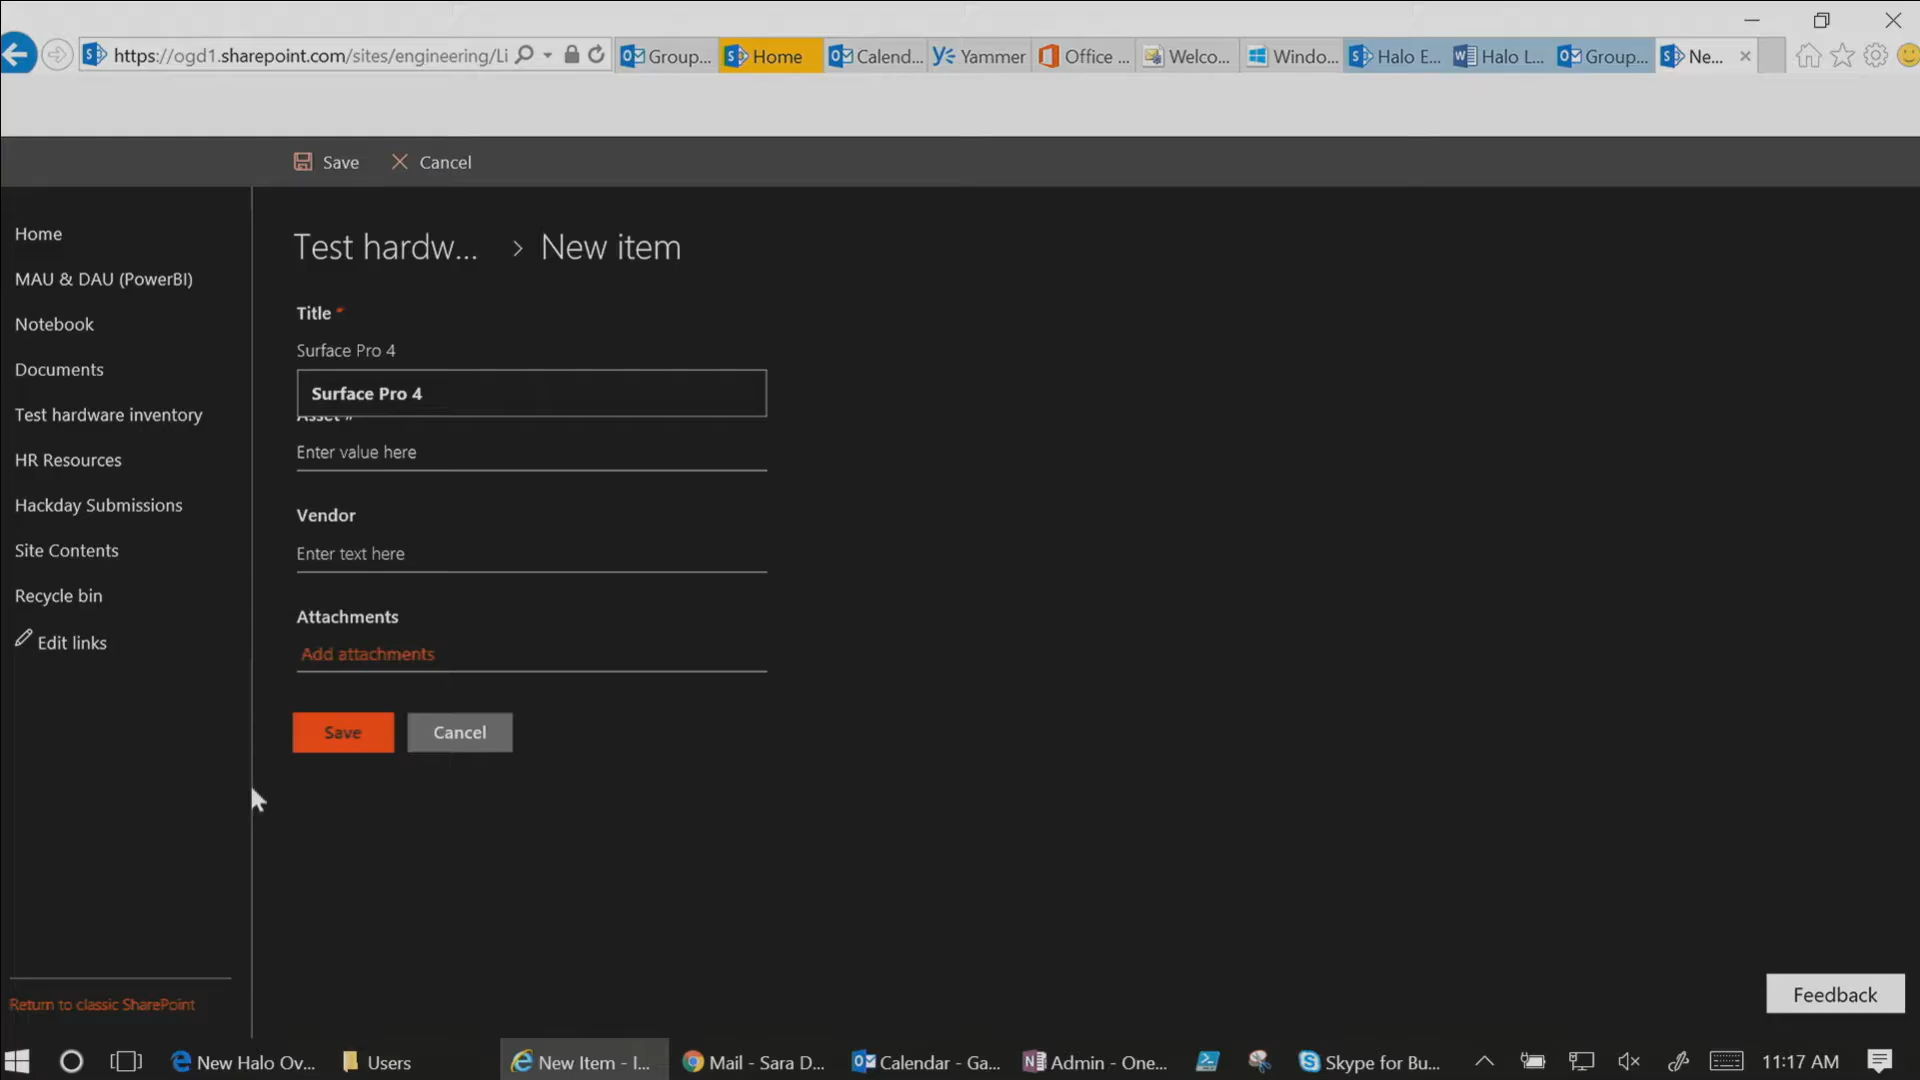 https://ogd1.sharepoint.com/sites/engineering/Li
Group...
Home
Calend...
Yammer
Office ...
Welco...
Windo...
Halo E...
Halo L...
Group...
Ne...
Save
Cancel
Home
MAU & DAU (PowerBI)
Notebook
Documents
Test hardware inventory
HR Resources
Hackday Submissions
Site Contents
Recycle bin
Edit links
Return to classic SharePoint
Test hardw... > New item
Title *
Surface Pro 4
Surface Pro 4
Asset #
Enter value here
Vendor
Enter text here
Attachments
Add attachments
Save
Cancel
Feedback
New Halo Ov...
Users
New Item - I...
Mail - Sara D...
Calendar - Ga...
Admin - One...
Skype for Bu...
11:17 AM